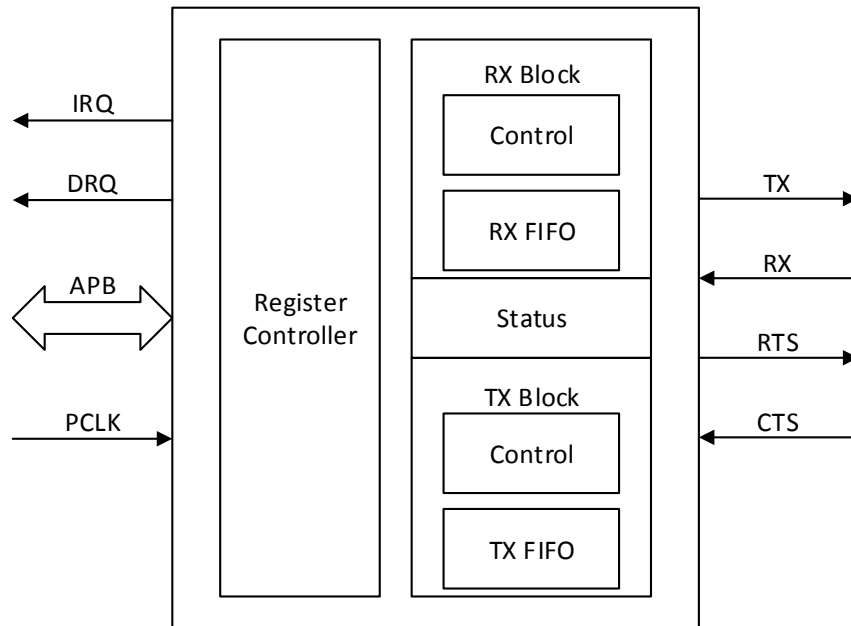 IRQ
DRQ
APB
PCLK
Register
Controller
RX Block
Control
RX FIFO
Status
TX Block
Control
TX FIFO
TX
RX
RTS
CTS